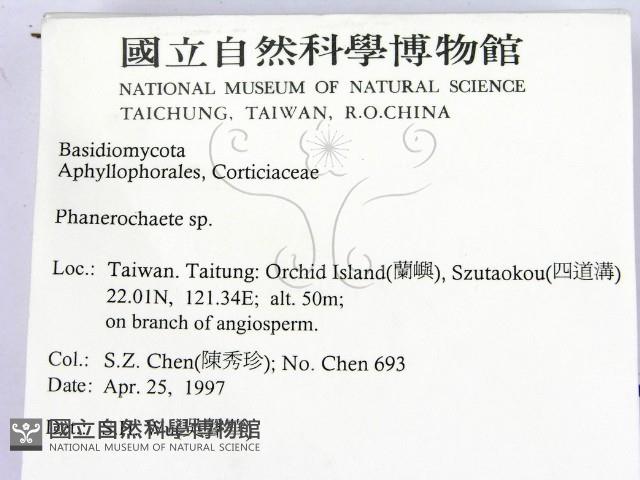 國立自然科學博物館
NATIONAL MUSEUM OF NATURAL SCIENCE
TAICHUNG, TAIWAN, R.O.CHINA
Basidiomycota
Aphyllophorales, Corticiaceae
Phanerochaete sp.
Loc.: Taiwan. Taitung: Orchid Island(蘭嶼), Szutaokou(四道溝)
22.01N, 121.34E; alt. 50m;
on branch of angiosperm.
Col.: S.Z. Chen(陳秀珍); No. Chen 693
Date: Apr. 25, 1997
國立自然科學博物館
NATIONAL MUSEUM OF NATURAL SCIENCE